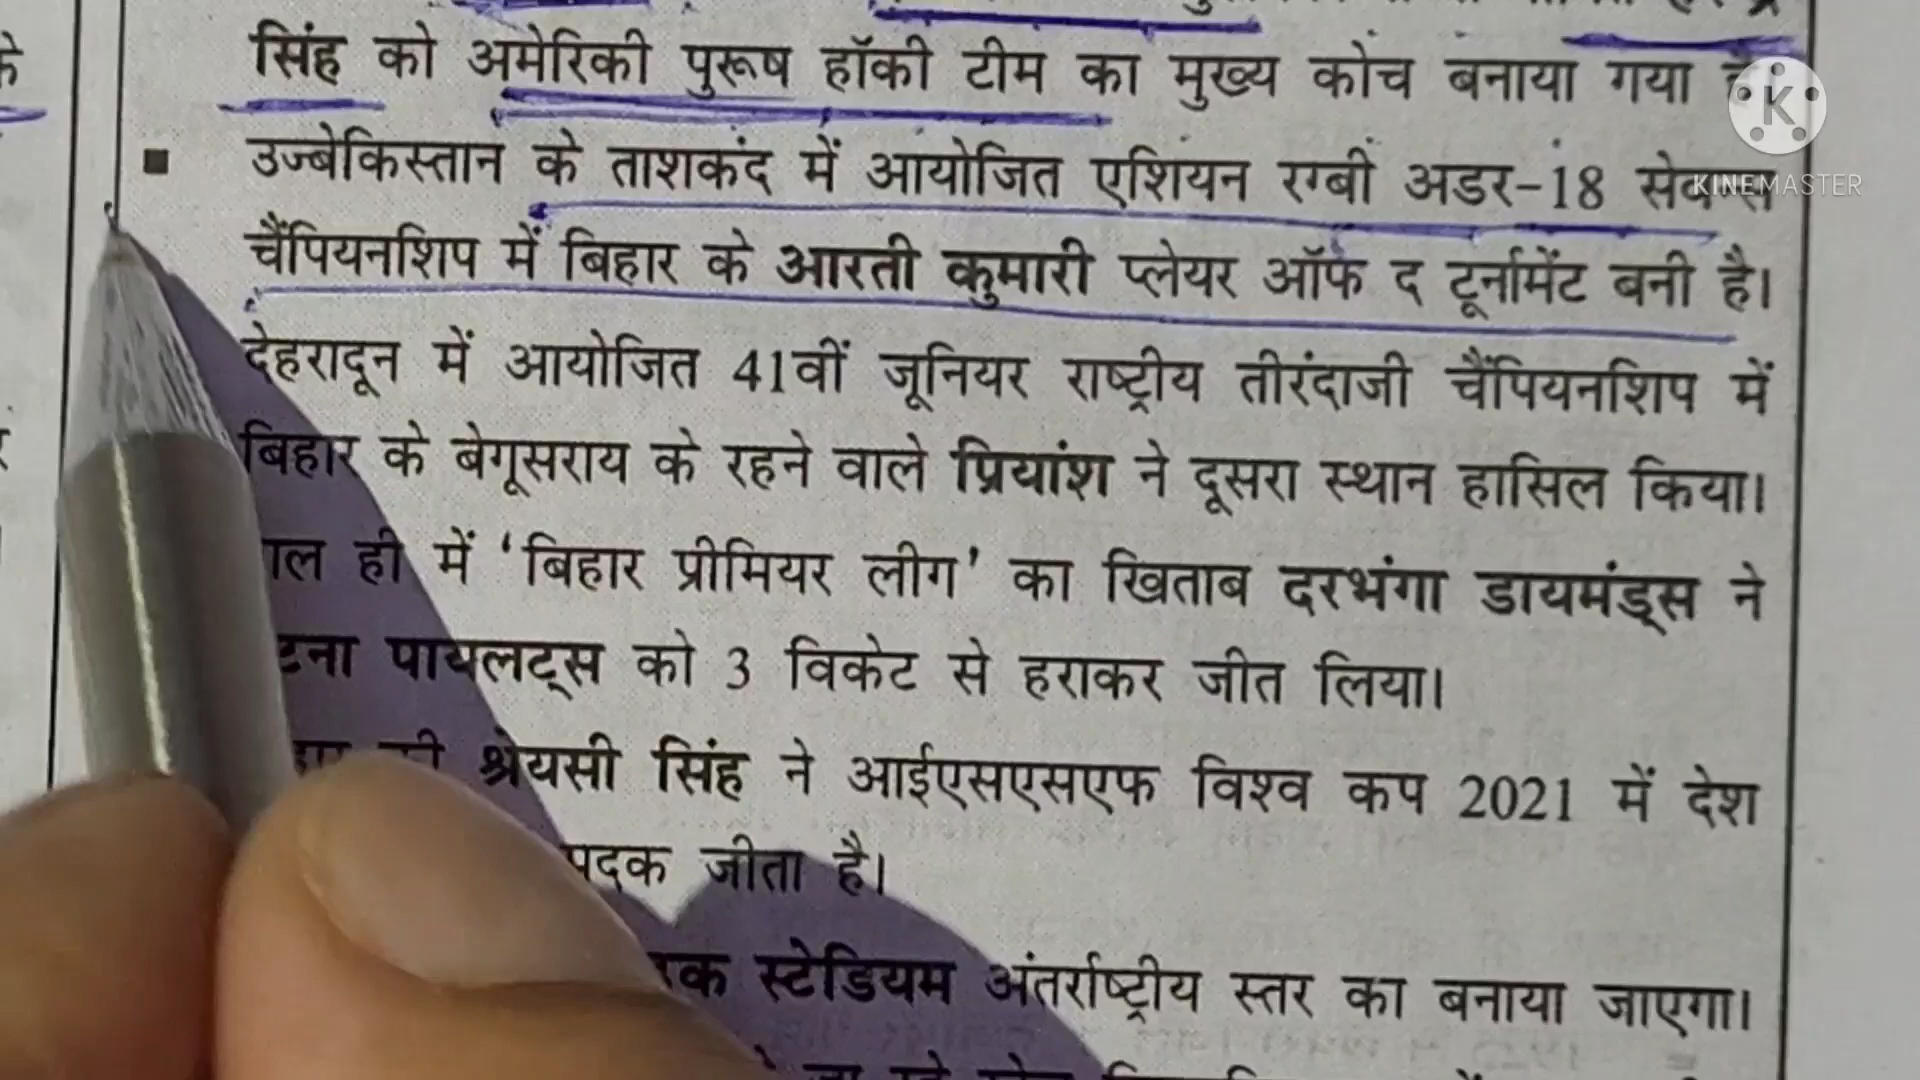 सिंह को अमेरिकी पुरूष हॉकी टीम का मुख्य कोच बनाया गया
KINEMASTER
उज्बेकिस्तान के ताशकंद में आयोजित एशियन रग्बी अडर-18 सेवन्स
चैंपियनशिप में बिहार के आरती कुमारी प्लेयर ऑफ द टूर्नामेंट बनी है।
देहरादून में आयोजित 41वीं जूनियर राष्ट्रीय तीरंदाजी चैंपियनशिप में
बिहार के बेगूसराय के रहने वाले प्रियांश ने दूसरा स्थान हासिल किया।
ही में ‘बिहार प्रीमियर लीग’ का खिताब दरभंगा डायमंड्स ने
पायलट्स को 3 विकेट से हराकर जीत लिया।
श्रेयसी सिंह ने आईएसएसएफ विश्व कप 2021 में देश
पदक जीता है।
स्टेडियम अंतर्राष्ट्रीय स्तर का बनाया जाएगा।